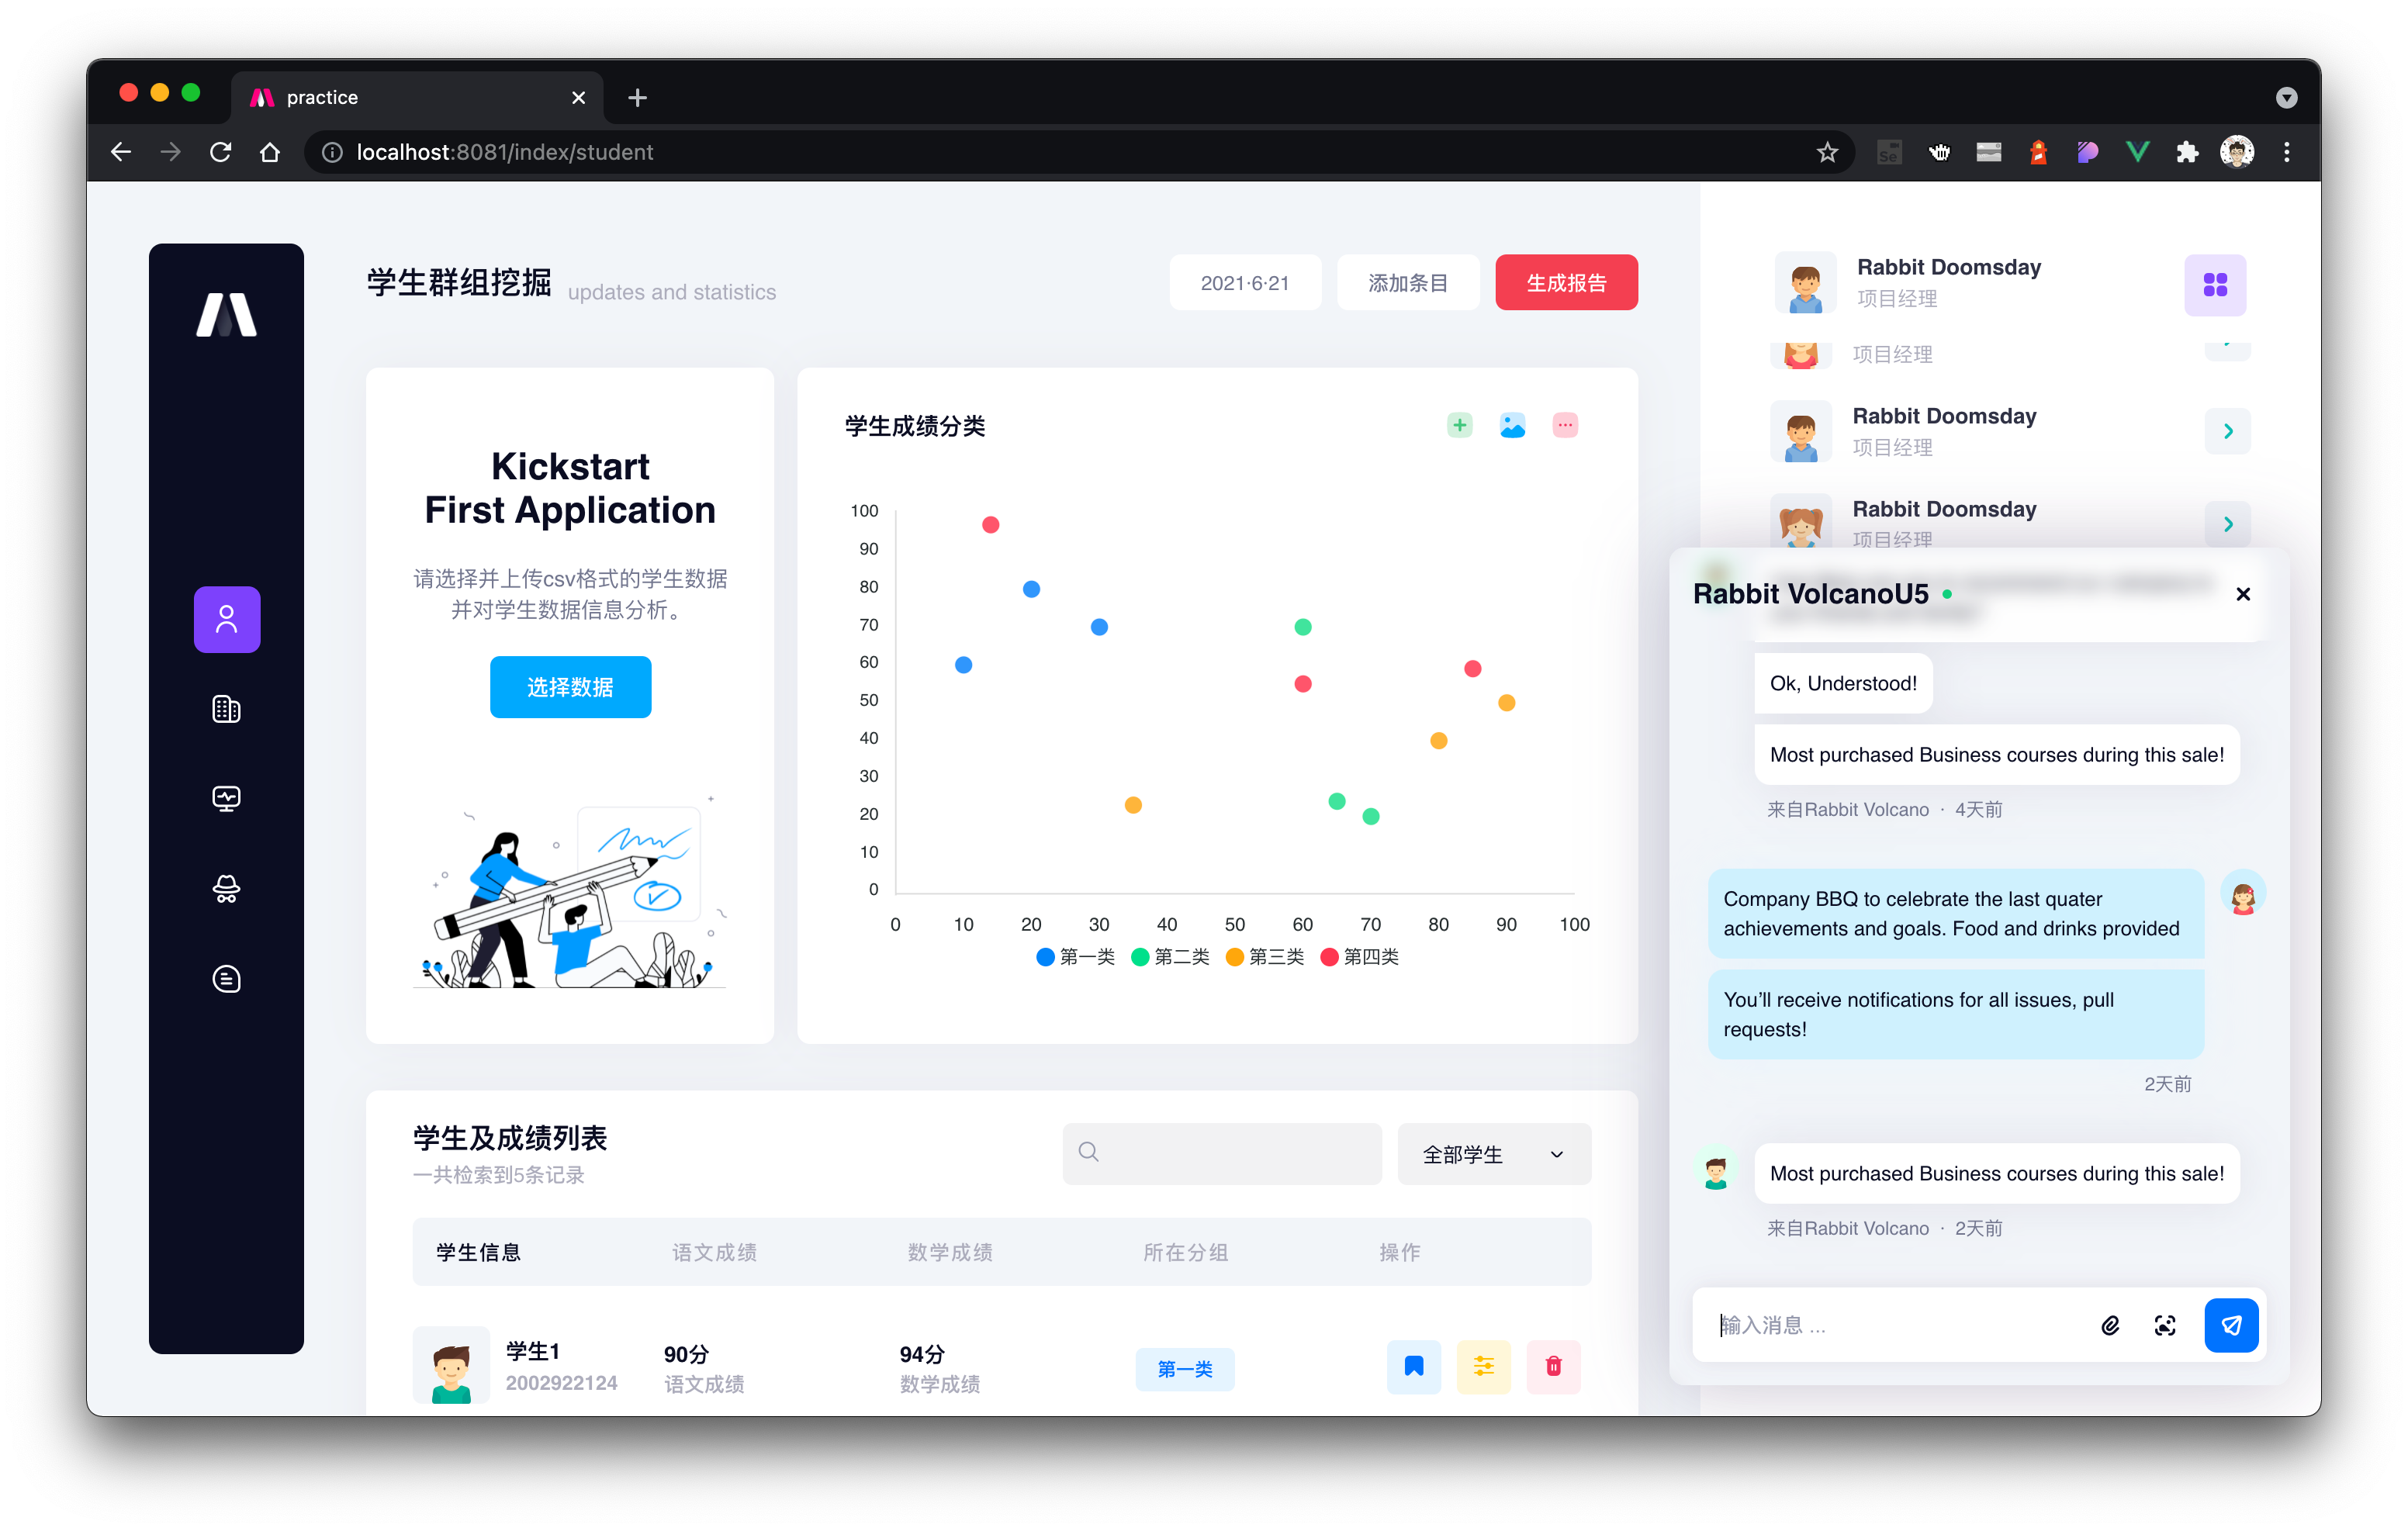 practice
localhost:8081/index/student
Se
学生群组挖掘 updates and statistics
2021·6·21
添加条目
生成报告
Kickstart
First Application
请选择并上传csv格式的学生数据
并对学生数据信息分析。
选择数据
学生成绩分类
100
90
80
70
60
50
40
30
20
10
0
0 10 20 30 40 50 60 70 80 90 100
第一类 第二类 第三类 第四类
学生及成绩列表
一共检索到5条记录
全部学生
学生信息 语文成绩 数学成绩 所在分组 操作
学生1
2002922124
90分
语文成绩
94分
数学成绩
第一类
Rabbit Doomsday
项目经理
项目经理
Rabbit Doomsday
项目经理
Rabbit Doomsday
项目经理
Rabbit VolcanoU5
Ok, Understood!
Most purchased Business courses during this sale!
来自Rabbit Volcano · 4天前
Company BBQ to celebrate the last quater
achievements and goals. Food and drinks provided
You’ll receive notifications for all issues, pull
requests!
2天前
Most purchased Business courses during this sale!
来自Rabbit Volcano · 2天前
输入消息 ...